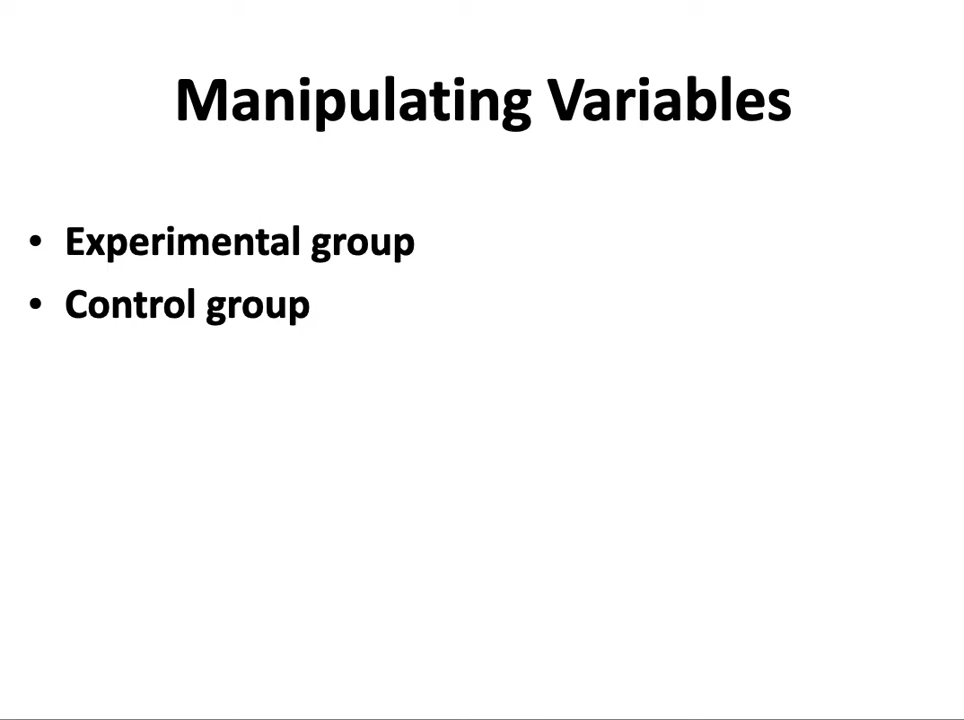 Manipulating Variables
• Experimental group
• Control group